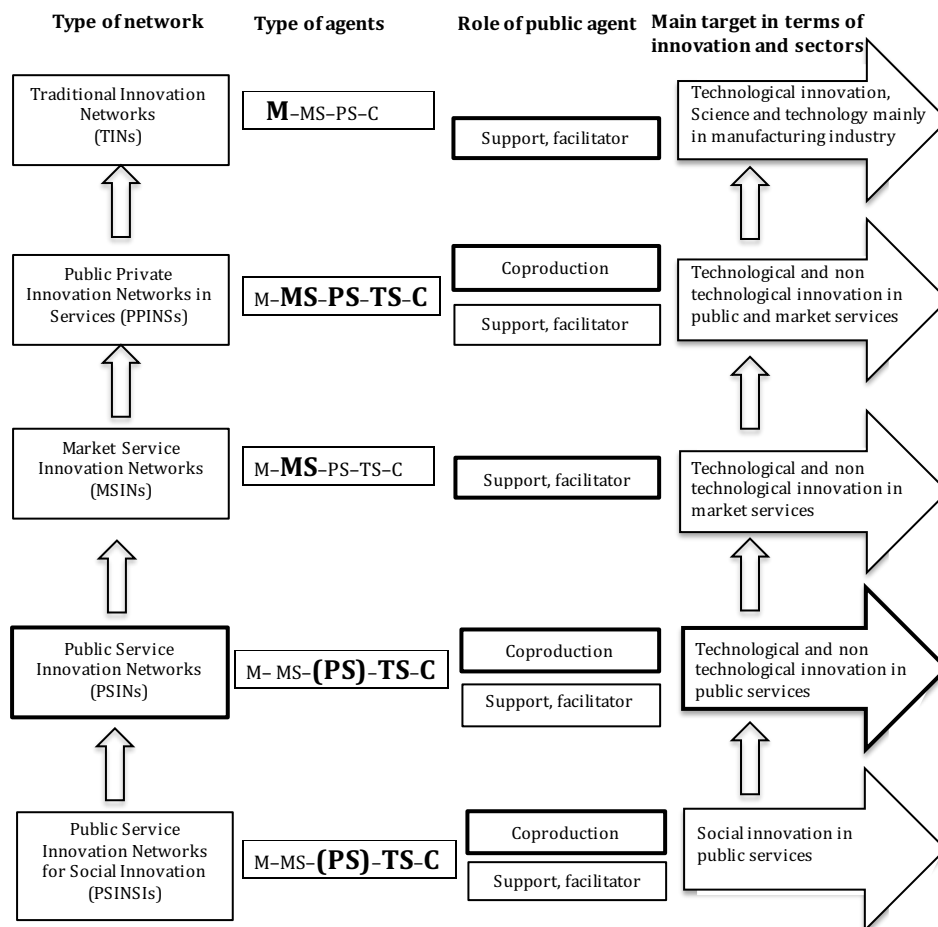 Type of network
Type of agents
Role of public agent
Main target in terms of
innovation and sectors
Traditional Innovation
Networks
(TINs)
M–MS–PS–C
Support, facilitator
Technological innovation,
Science and technology mainly
in manufacturing industry
Public Private
Innovation Networks in
Services (PPINSs)
M–MS–PS–TS–C
Coproduction
Support, facilitator
Technological and non
technological innovation in
public and market services
Market Service
Innovation Networks
(MSINs)
M–MS–PS–TS–C
Support, facilitator
Technological and non
technological innovation in
market services
Public Service
Innovation Networks
(PSINs)
M– MS–(PS)–TS–C
Coproduction
Support, facilitator
Technological and non
technological innovation in
public services
Public Service
Innovation Networks
for Social Innovation
(PSINSIs)
M–MS–(PS)–TS–C
Coproduction
Support, facilitator
Social innovation in
public services